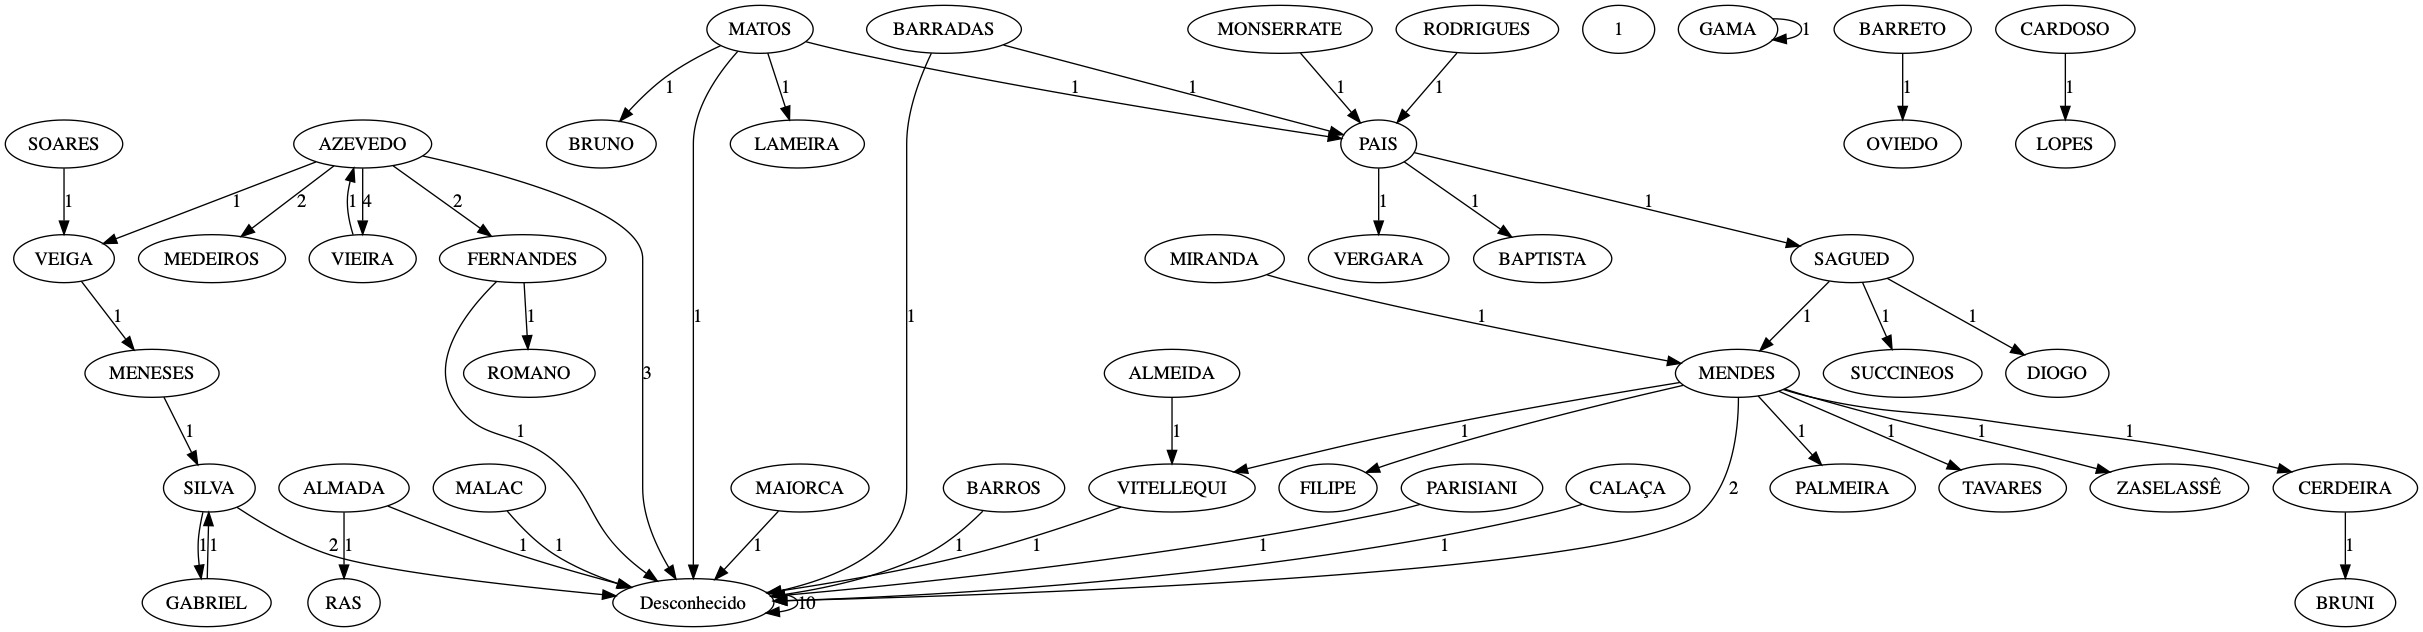 MATOS BARRADAS MONSERRATE RODRIGUES 1 GAMA 1 BARRETO CARDOSO
1 1 1 1 1 1 1 1
SOARES AZEVEDO BRUNO LAMEIRA PAIS OVIEDO LOPES
1 1 2 1 4 2 1 1 1
VEIGA MEDEIROS VIEIRA FERNANDES MIRANDA VERGARA BAPTISTA SAGUED
1 1 1 1 1 1 1 1
MENESES ROMANO 3 ALMEIDA MENDES SUCCINEOS DIOGO
1 1 1 1 1 1 1 1
SILVA ALMADA MALAC MAIORCA BARROS VITELLEQUI FILIPE PARISIANI CALAÇA 2 PALMEIRA TAVARES ZASELASSÊ CERDEIRA
1 1 2 1 1 1 1 1 1 1 1 1
GABRIEL RAS Desconhecido 10 BRUNI